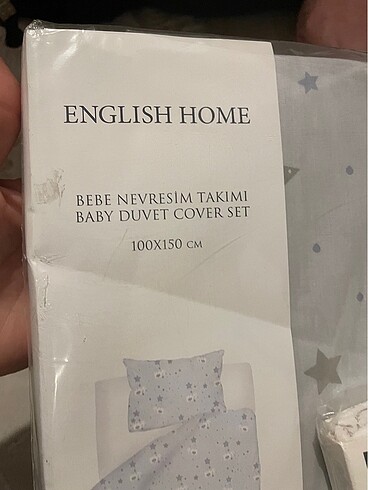 ENGLISH HOME
BEBE NEVRESİM TAKIMI
BABY DUVET COVER SET
100X150 CM